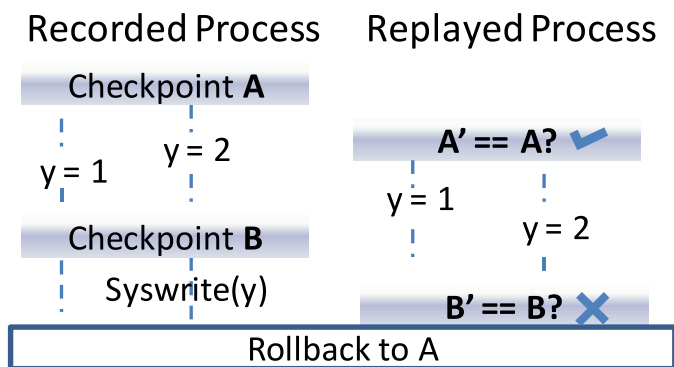 Recorded Process
Replayed Process
Checkpoint A
y = 1
y = 2
Checkpoint B
Syswrite(y)
A' == A?
y = 1
y = 2
B' == B?
Rollback to A